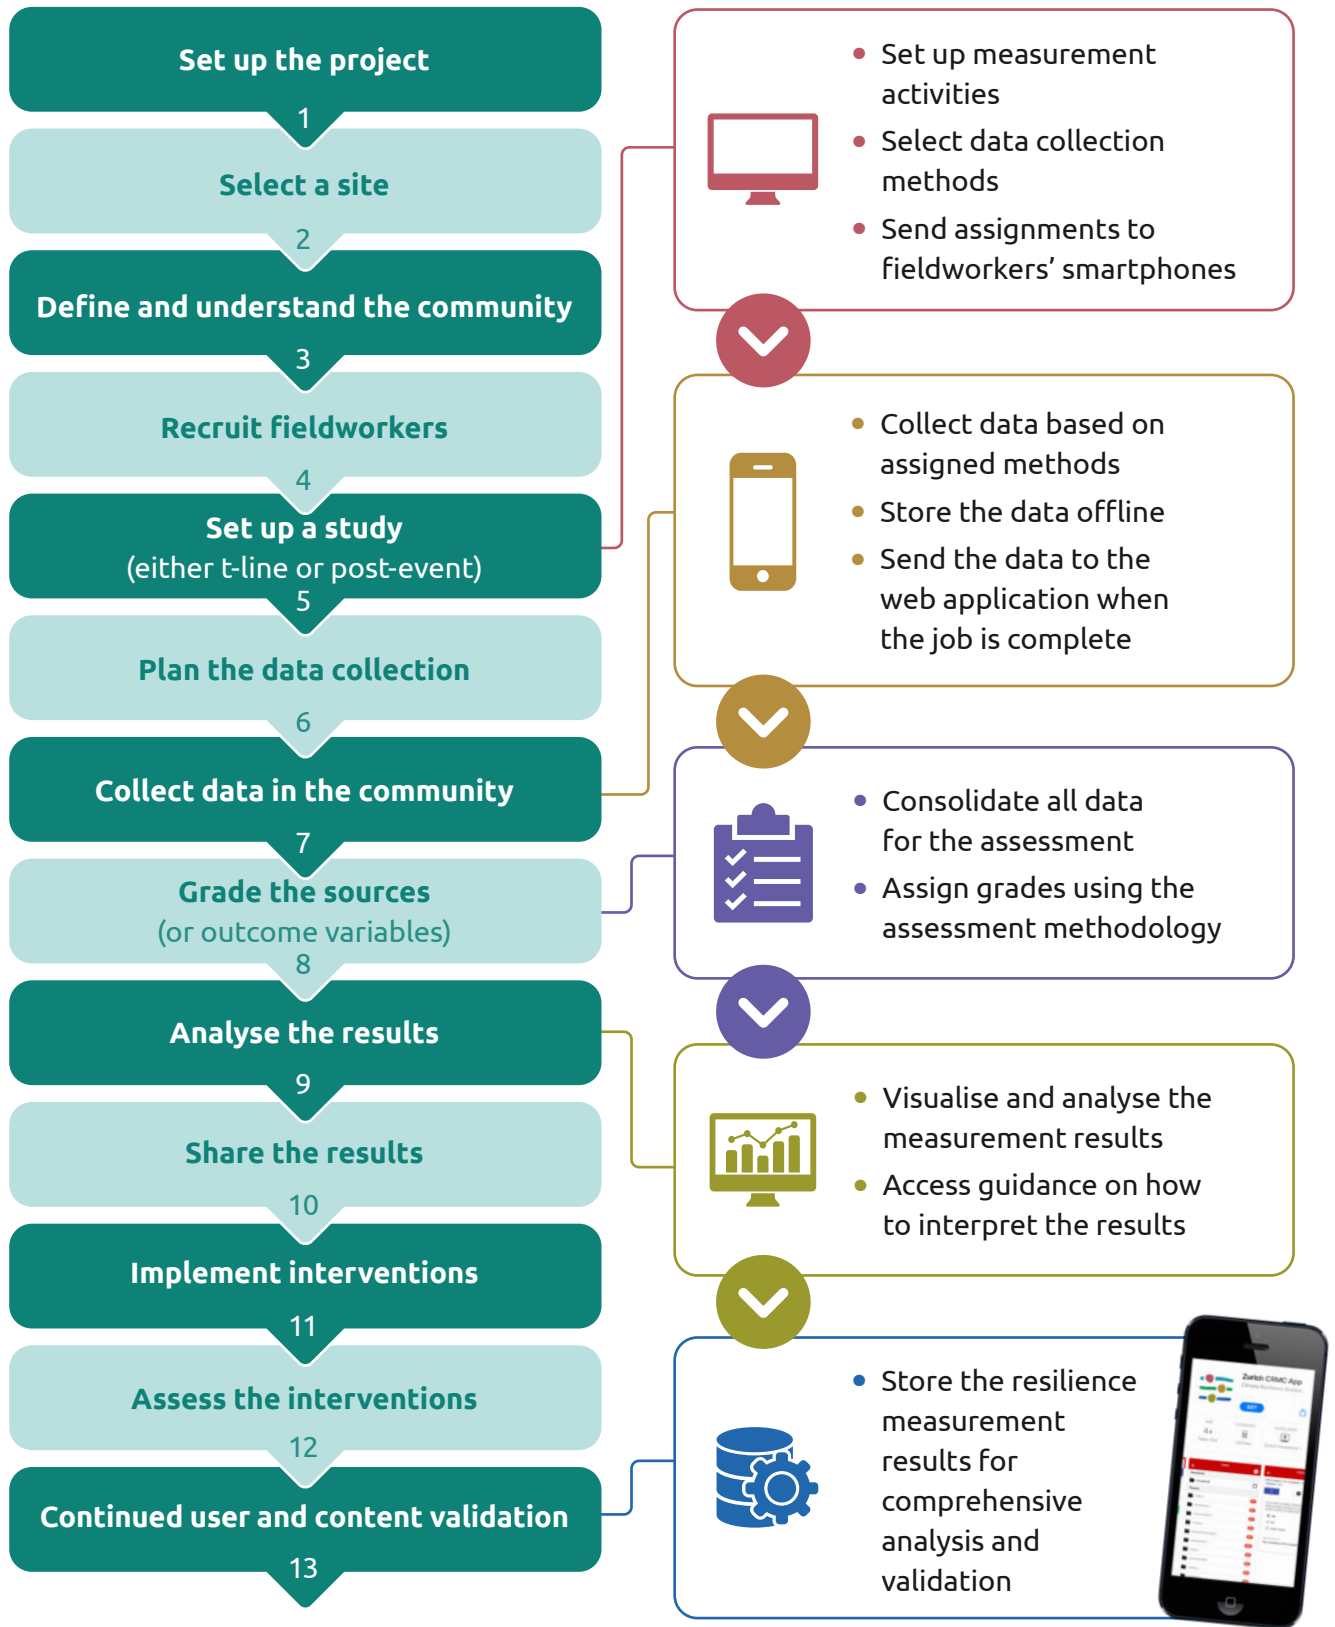 Set up the project
1
Select a site
2
Define and understand the community
3
Recruit fieldworkers
4
Set up a study
(either t-line or post-event)
5
Plan the data collection
6
Collect data in the community
7
Grade the sources
(or outcome variables)
8
Analyse the results
9
Share the results
10
Implement interventions
11
Assess the interventions
12
Continued user and content validation
13
• Set up measurement
activities
• Select data collection
methods
• Send assignments to
fieldworkers’ smartphones
• Collect data based on
assigned methods
• Store the data offline
• Send the data to the
web application when
the job is complete
• Consolidate all data
for the assessment
• Assign grades using the
assessment methodology
• Visualise and analyse the
measurement results
• Access guidance on how
to interpret the results
• Store the resilience
measurement
results for
comprehensive
analysis and
validation
Zurich CRMC App
GET